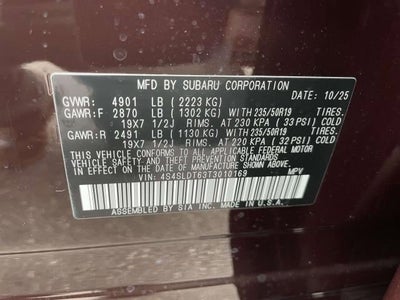 MFD. BY SUBARU CORPORATION 10/25
GVWR: 4901 LB (2223 KG)
GAWR:F 2870 LB (1302 KG) WITH 235/50R19
19X7 1/2J RIMS. AT 230 KPA (33 PSI) COLD
GAWR:R 2491 LB (1130 KG) WITH 235/50R19
19X7 1/2J RIMS. AT 220 KPA (32 PSI) COLD
THIS VEHICLE CONFORMS TO ALL APPLICABLE FEDERAL MOTOR
VEHICLE SAFETY AND THEFT PREVENTION STANDARDS IN EFFECT
ON THE DATE OF MANUFACTURE SHOWN ABOVE.
VIN: 4S4SLDT63T3010169 MPV
ASSEMBLED BY SIA INC. MADE IN U.S.A.